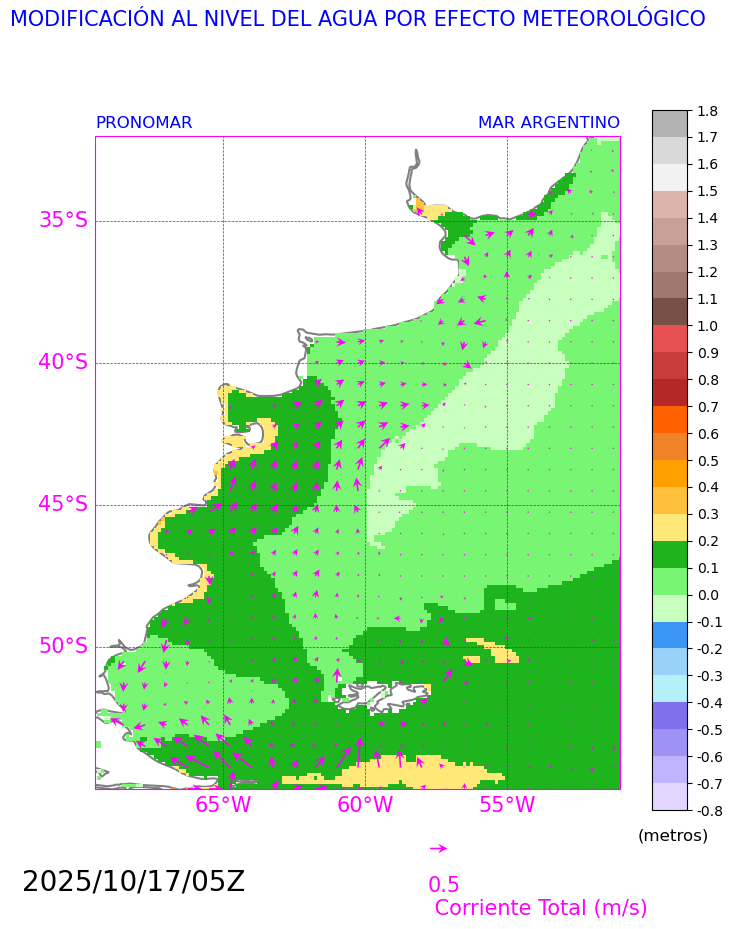 MODIFICACIÓN AL NIVEL DEL AGUA POR EFECTO METEOROLÓGICO
PRONOMAR MAR ARGENTINO
35°S
40°S
45°S
50°S
65°W 60°W 55°W
1.8
1.7
1.6
1.5
1.4
1.3
1.2
1.1
1.0
0.9
0.8
0.7
0.6
0.5
0.4
0.3
0.2
0.1
0.0
-0.1
-0.2
-0.3
-0.4
-0.5
-0.6
-0.7
-0.8
(metros)
2025/10/17/05Z
0.5
Corriente Total (m/s)